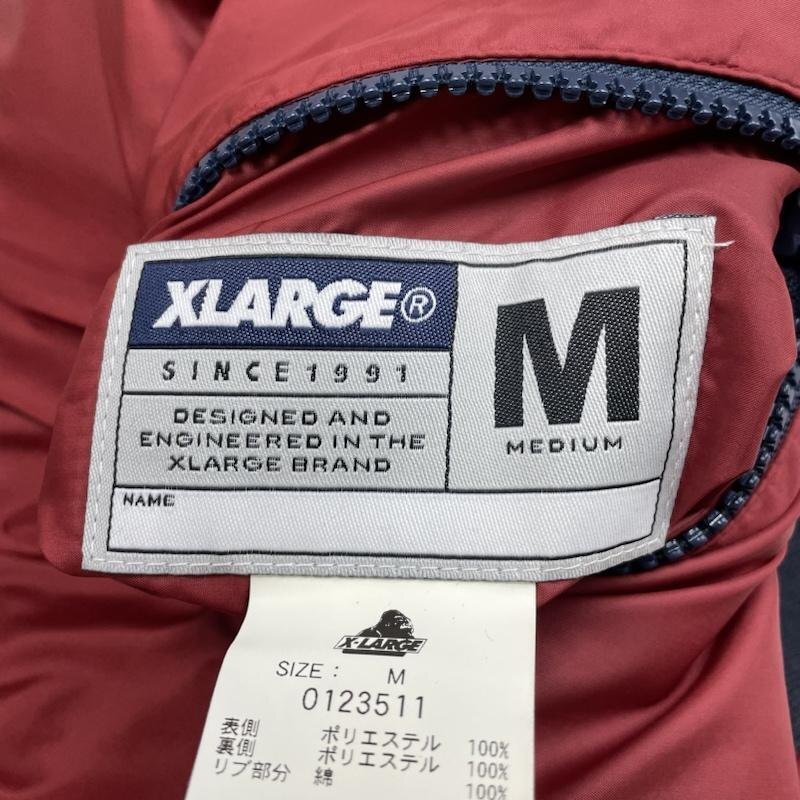 XLARGE®
SINCE 1991
DESIGNED AND
ENGINEERED IN THE
XLARGE BRAND
M
MEDIUM
NAME
X-LARGE
SIZE: M
0123511
表側 ポリエステル 100%
裏側 ポリエステル 100%
リブ部分 綿 100%